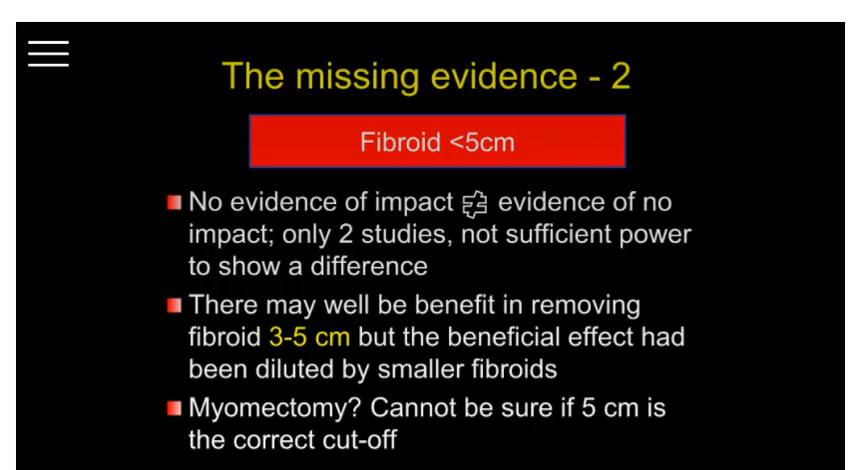 The missing evidence - 2
Fibroid <5cm
No evidence of impact evidence of no
impact; only 2 studies, not sufficient power
to show a difference
There may well be benefit in removing
fibroid 3-5 cm but the beneficial effect had
been diluted by smaller fibroids
Myomectomy? Cannot be sure if 5 cm is
the correct cut-off